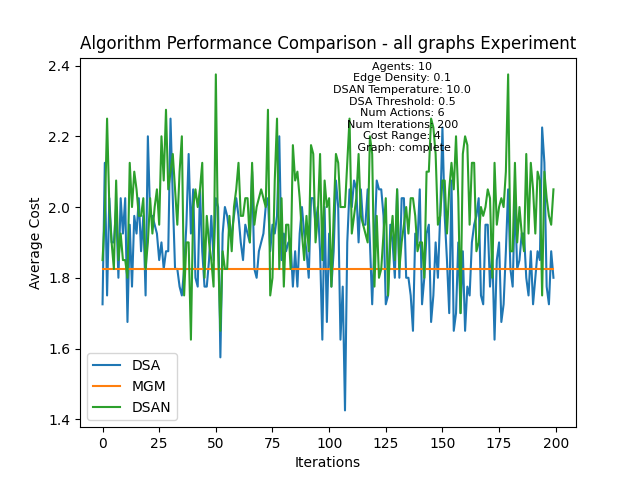 Algorithm Performance Comparison - all graphs Experiment
Agents: 10
Edge Density: 0.1
DSAN Temperature: 10.0
DSA Threshold: 0.5
Num Actions: 6
Num Iterations: 200
Cost Range: 4
Graph: complete
Average Cost
2.4
2.2
2.0
1.8
1.6
1.4
DSA
MGM
DSAN
0 25 50 75 100 125 150 175 200
Iterations